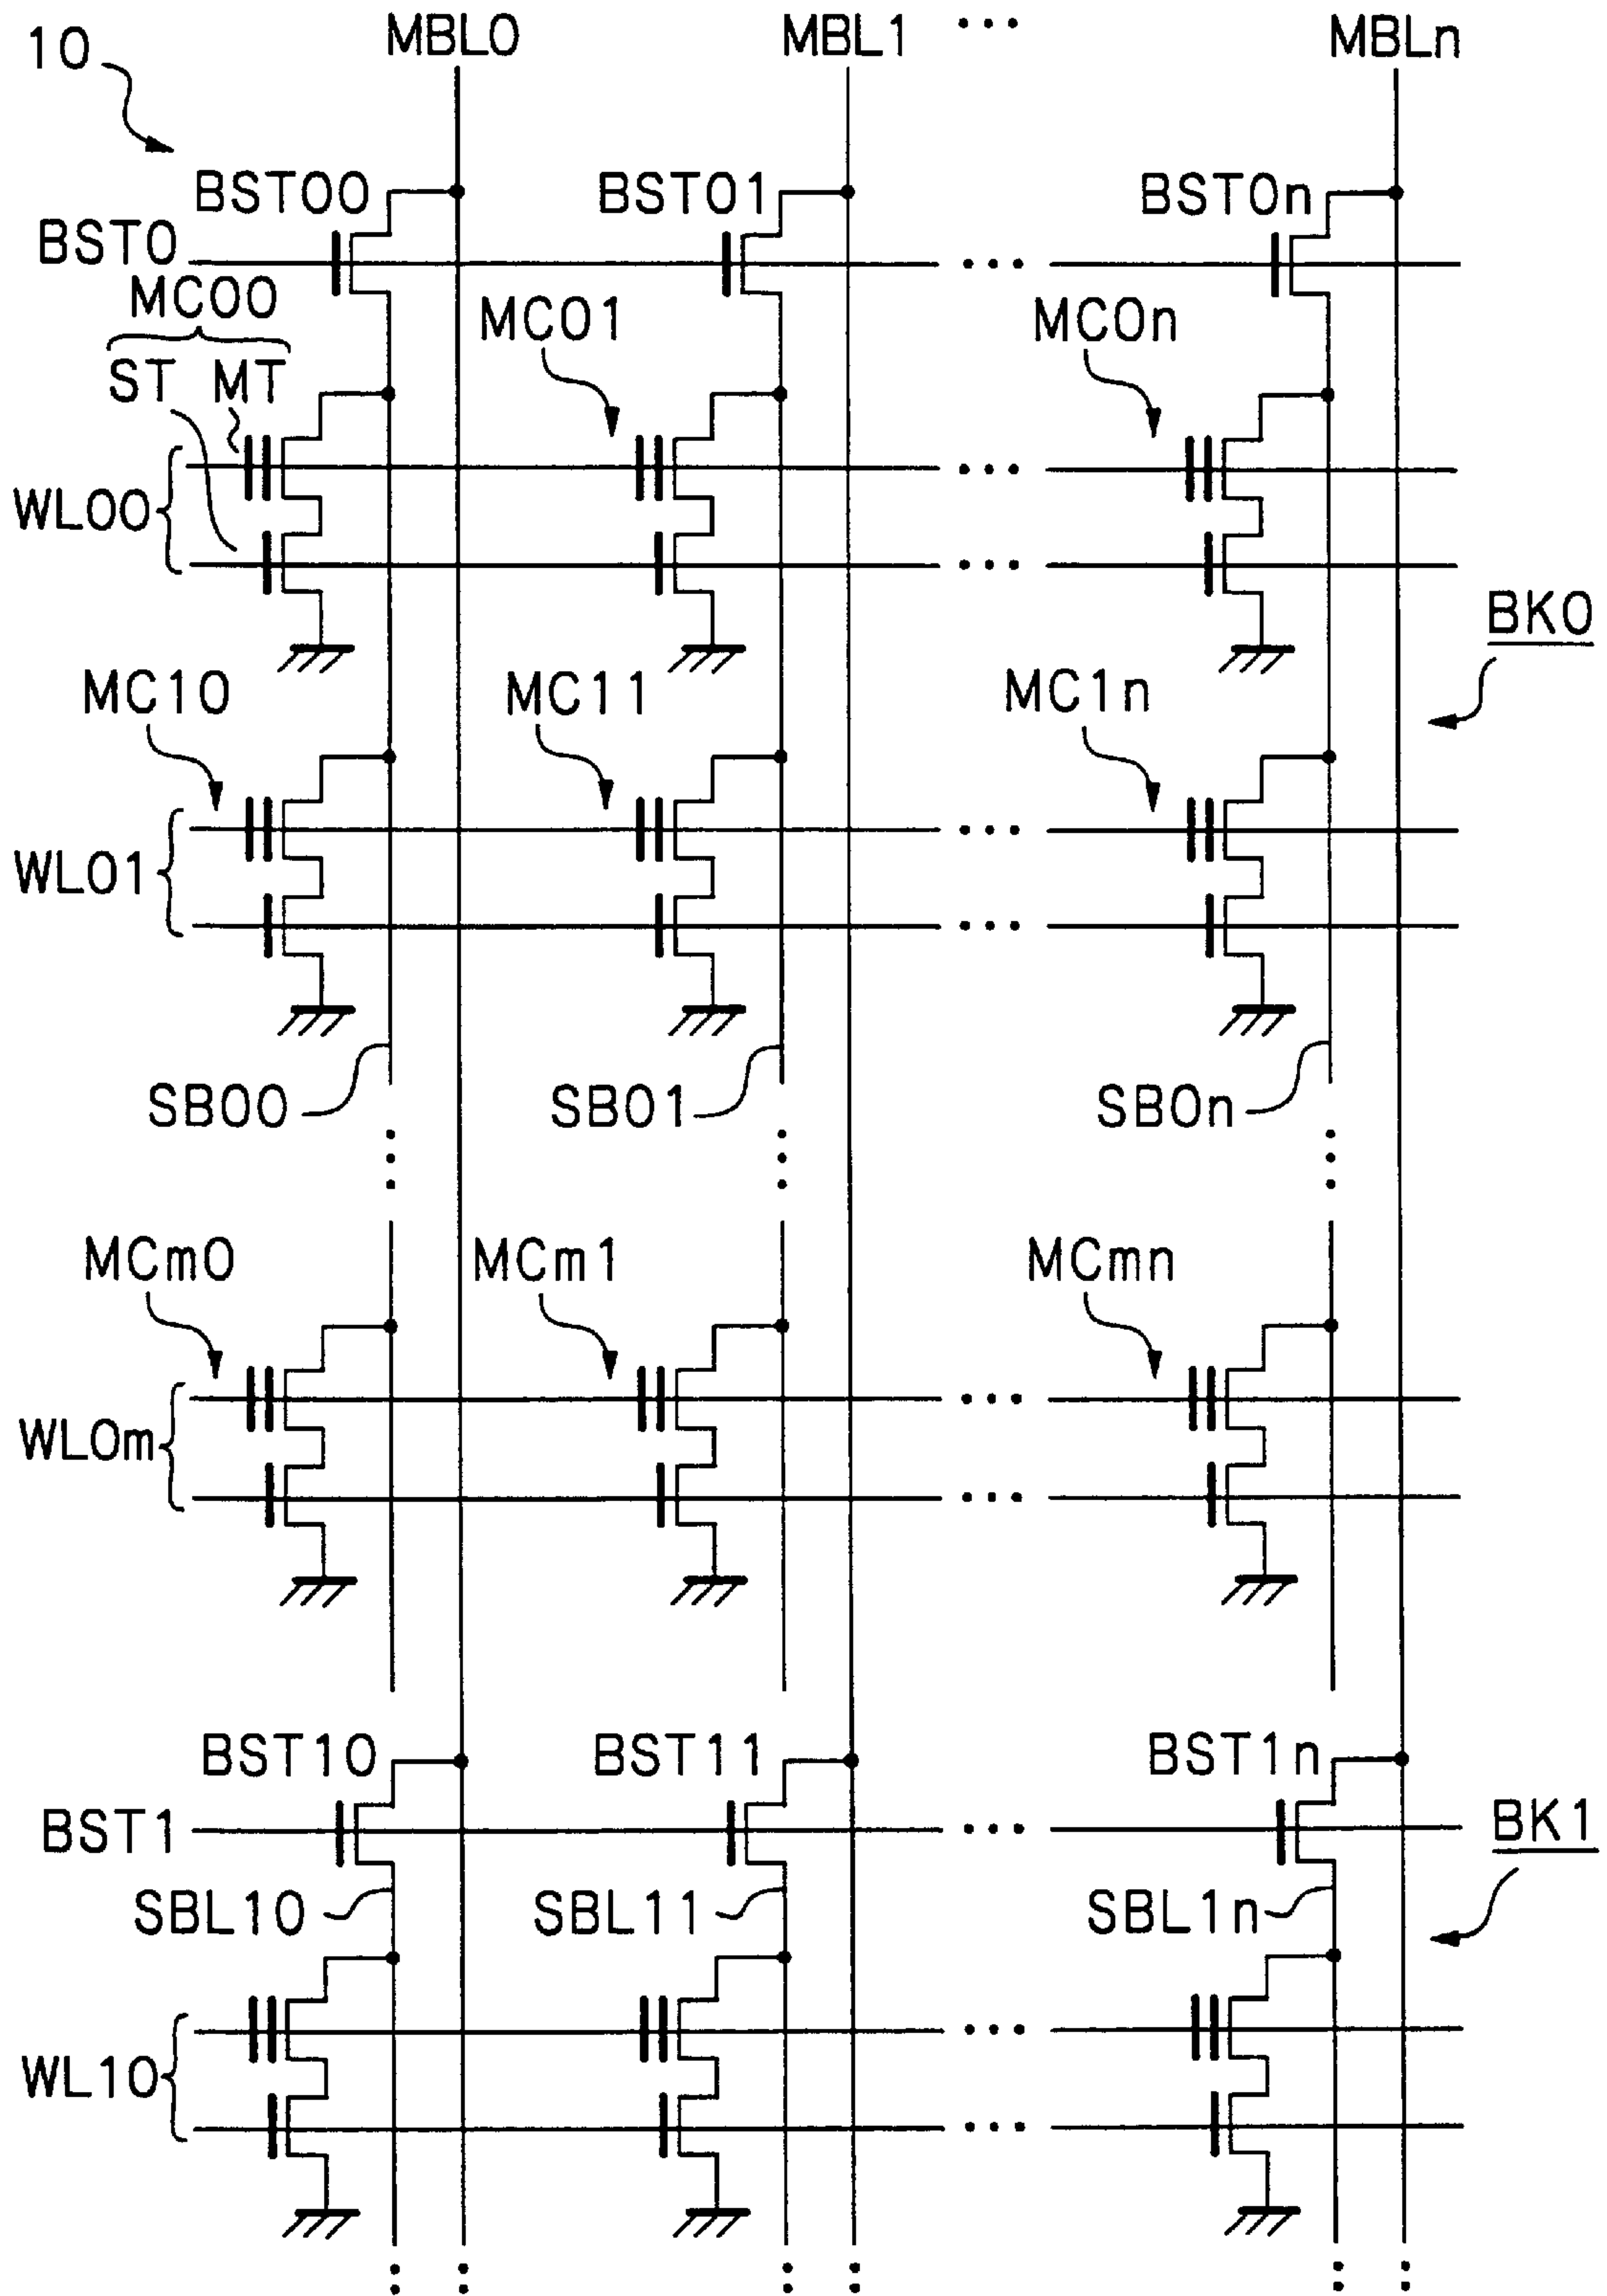 10
MBL0 MBL1 ... MBLn
BST00 BST01 BST0n
BST0
MC00 MC01 MC0n
ST MT
WL00
BK0
MC10 MC11 MC1n
WL01
SB00 SB01 SB0n
MCm0 MCm1 MCmn
WL0m
BST10 BST11 BST1n
BST1 BK1
SBL10 SBL11 SBL1n
WL10